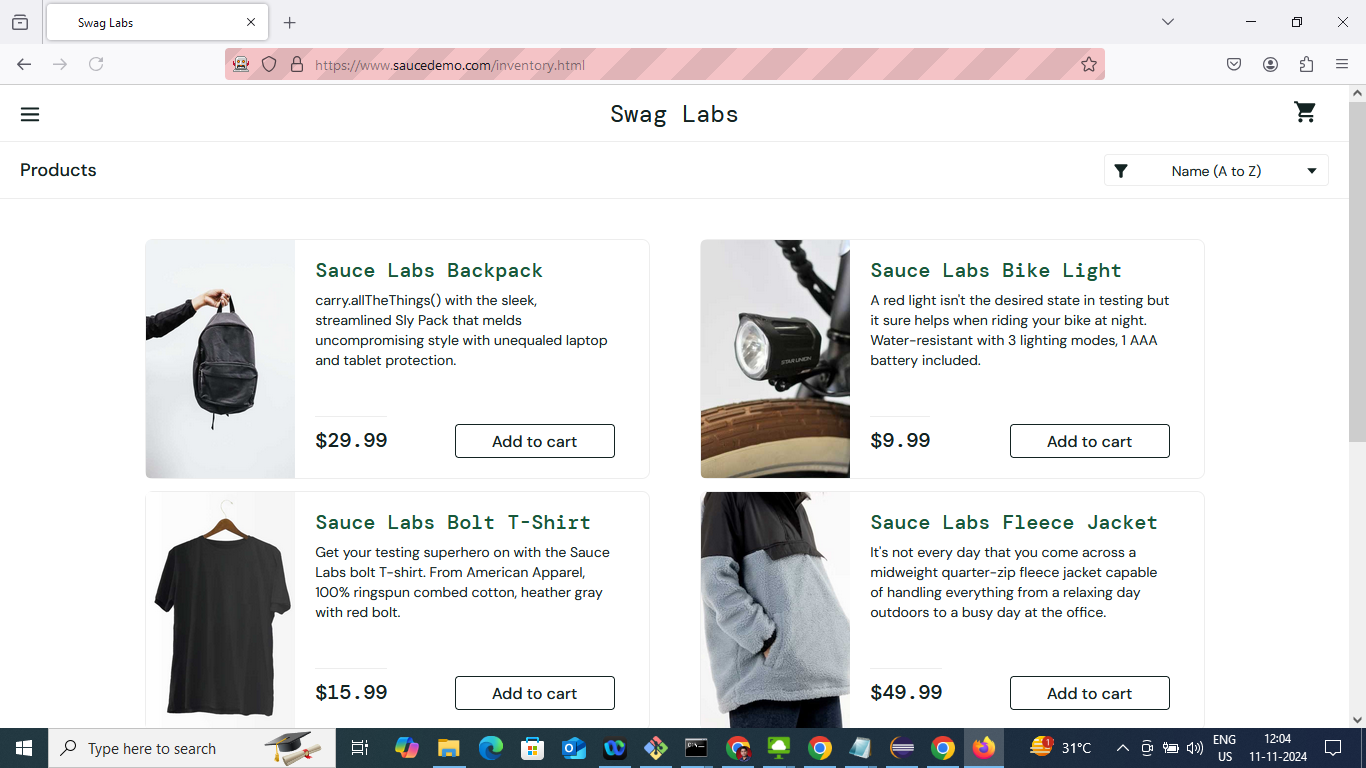 Swag Labs
https://www.saucedemo.com/inventory.html
Swag Labs
Products
Name (A to Z)
Sauce Labs Backpack
carry.allTheThings() with the sleek,
streamlined Sly Pack that melds
uncompromising style with unequaled laptop
and tablet protection.
$29.99
Add to cart
Sauce Labs Bike Light
A red light isn't the desired state in testing but
it sure helps when riding your bike at night.
Water-resistant with 3 lighting modes, 1 AAA
battery included.
STAR UNION
$9.99
Add to cart
Sauce Labs Bolt T-Shirt
Get your testing superhero on with the Sauce
Labs bolt T-shirt. From American Apparel,
100% ringspun combed cotton, heather gray
with red bolt.
$15.99
Add to cart
Sauce Labs Fleece Jacket
It's not every day that you come across a
midweight quarter-zip fleece jacket capable
of handling everything from a relaxing day
outdoors to a busy day at the office.
$49.99
Add to cart
Type here to search
1
31°C
ENG
US
12:04
11-11-2024